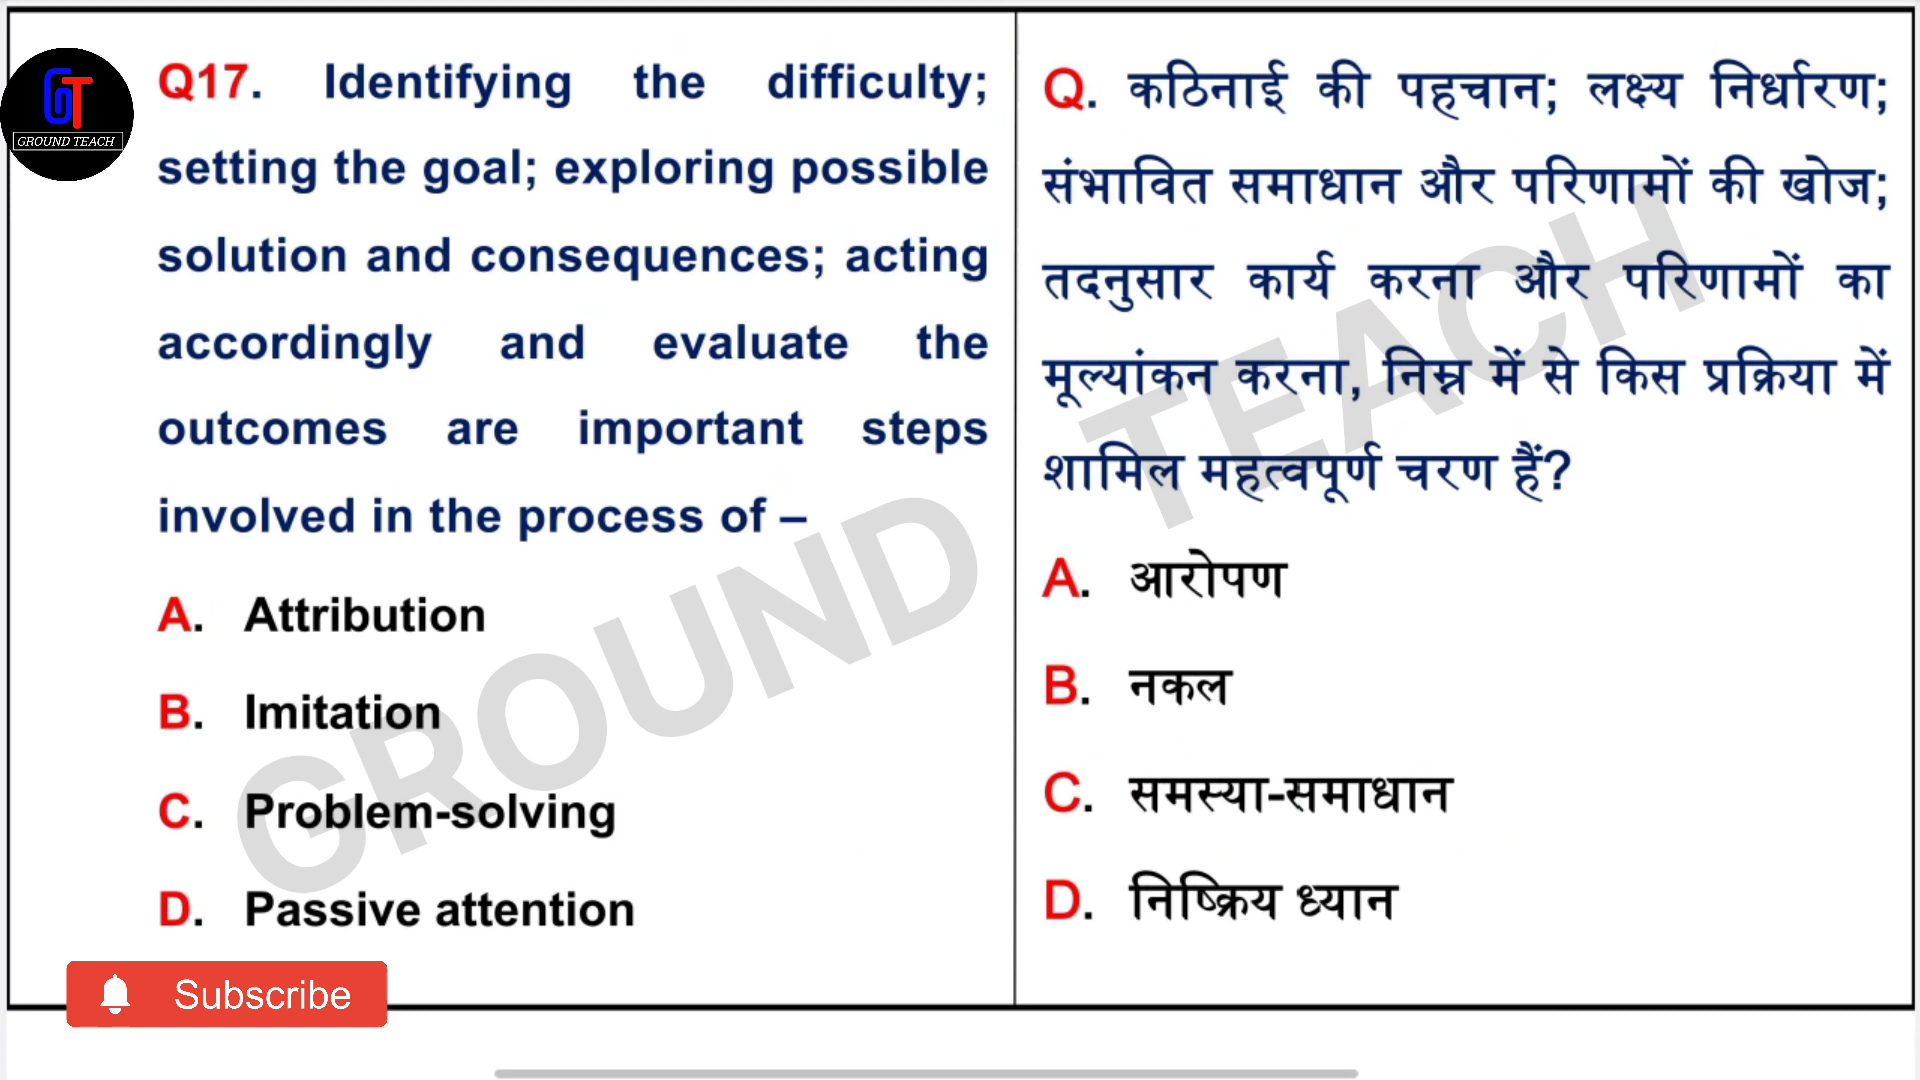 GT
GROUND TEACH
Q17. Identifying the difficulty;
setting the goal; exploring possible
solution and consequences; acting
accordingly and evaluate the
outcomes are important steps
involved in the process of –
A. Attribution
B. Imitation
C. Problem-solving
D. Passive attention
Q. कठिनाई की पहचान; लक्ष्य निर्धारण;
संभावित समाधान और परिणामों की खोज;
तदनुसार कार्य करना और परिणामों का
मूल्यांकन करना, निम्न में से किस प्रक्रिया में
शामिल महत्वपूर्ण चरण हैं?
A. आरोपण
B. नकल
C. समस्या-समाधान
D. निष्क्रिय ध्यान
GROUND TEACH
Subscribe